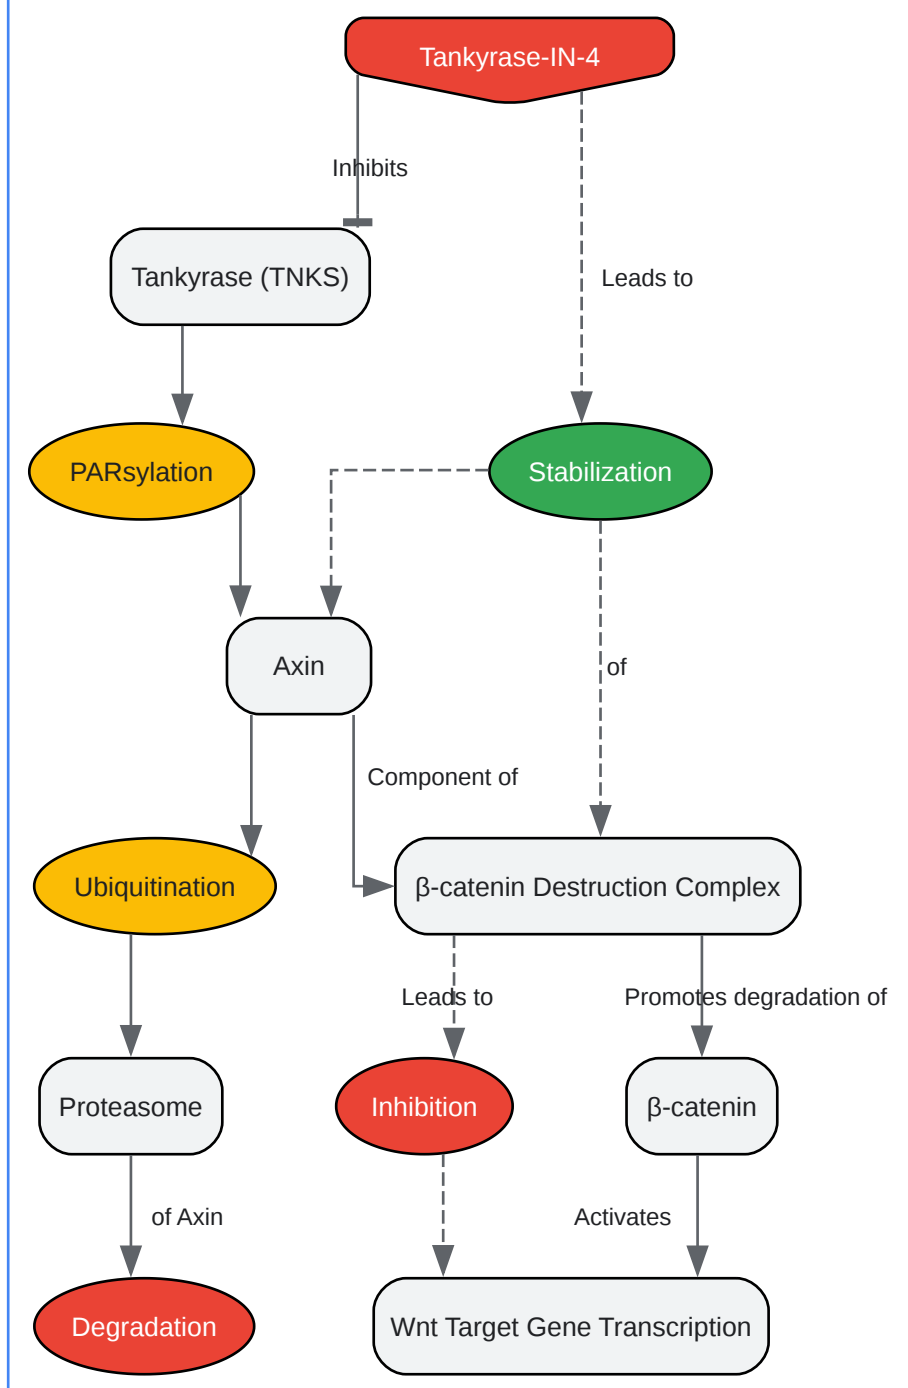 Tankyrase-IN-4
Inhibits
Tankyrase (TNKS)
Leads to
PARsylation
Stabilization
Axin
of
Component of
Ubiquitination
β-catenin Destruction Complex
Leads to
Promotes degradation of
Proteasome
Inhibition
β-catenin
of Axin
Activates
Degradation
Wnt Target Gene Transcription